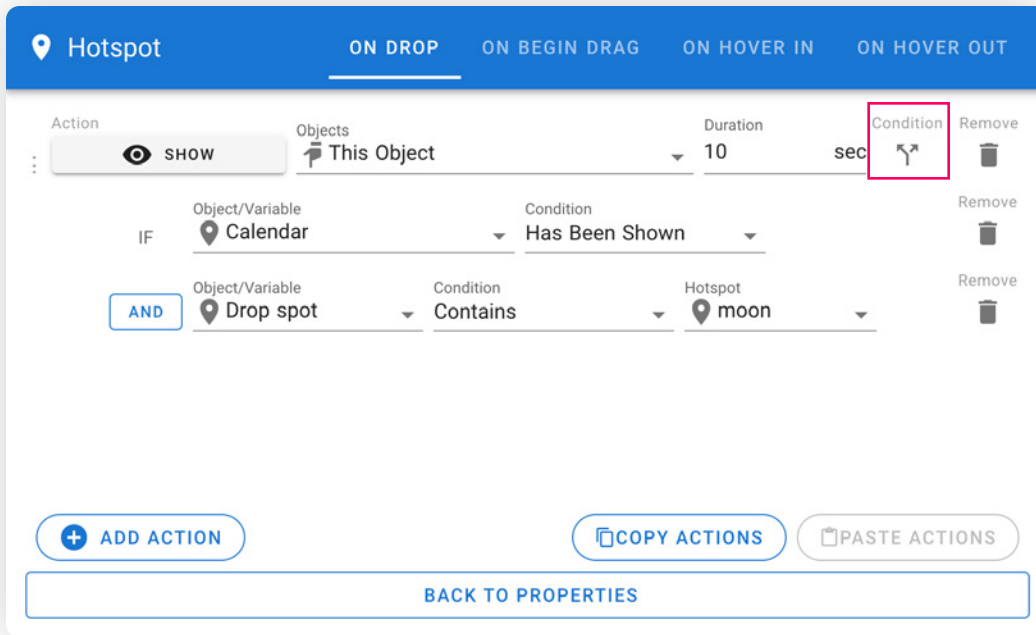 Hotspot ON DROP ON BEGIN DRAG ON HOVER IN ON HOVER OUT
Action Objects Duration Condition Remove
SHOW This Object 10 sec
Object/Variable Condition Remove
IF Calendar Has Been Shown
Object/Variable Condition Hotspot Remove
AND Drop spot Contains moon
ADD ACTION COPY ACTIONS PASTE ACTIONS
BACK TO PROPERTIES